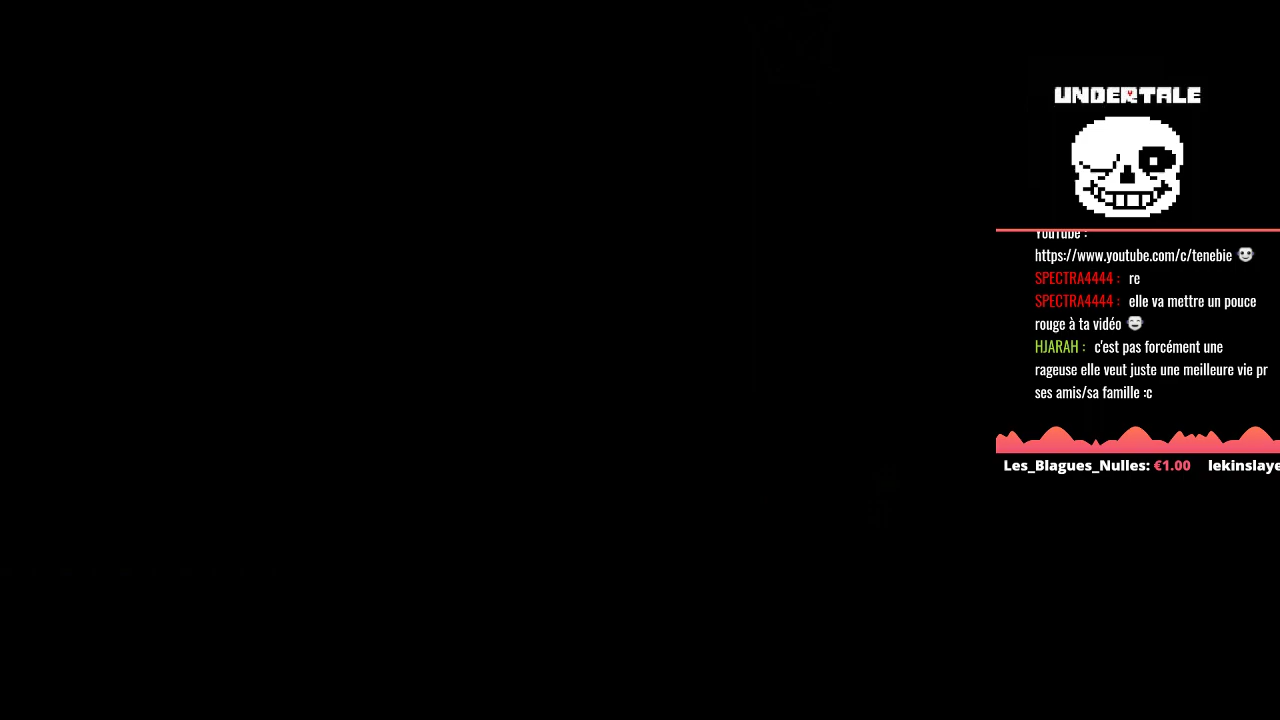 UNDERTALE
YouTube :
https://www.youtube.com/c/tenebie
SPECTRA4444 : re
SPECTRA4444 : elle va mettre un pouce
rouge à ta vidéo
HJARAH : c'est pas forcément une
rageuse elle veut juste une meilleure vie pr
ses amis/sa famille :c
Les_Blagues_Nulles: €1.00 lekinslaye